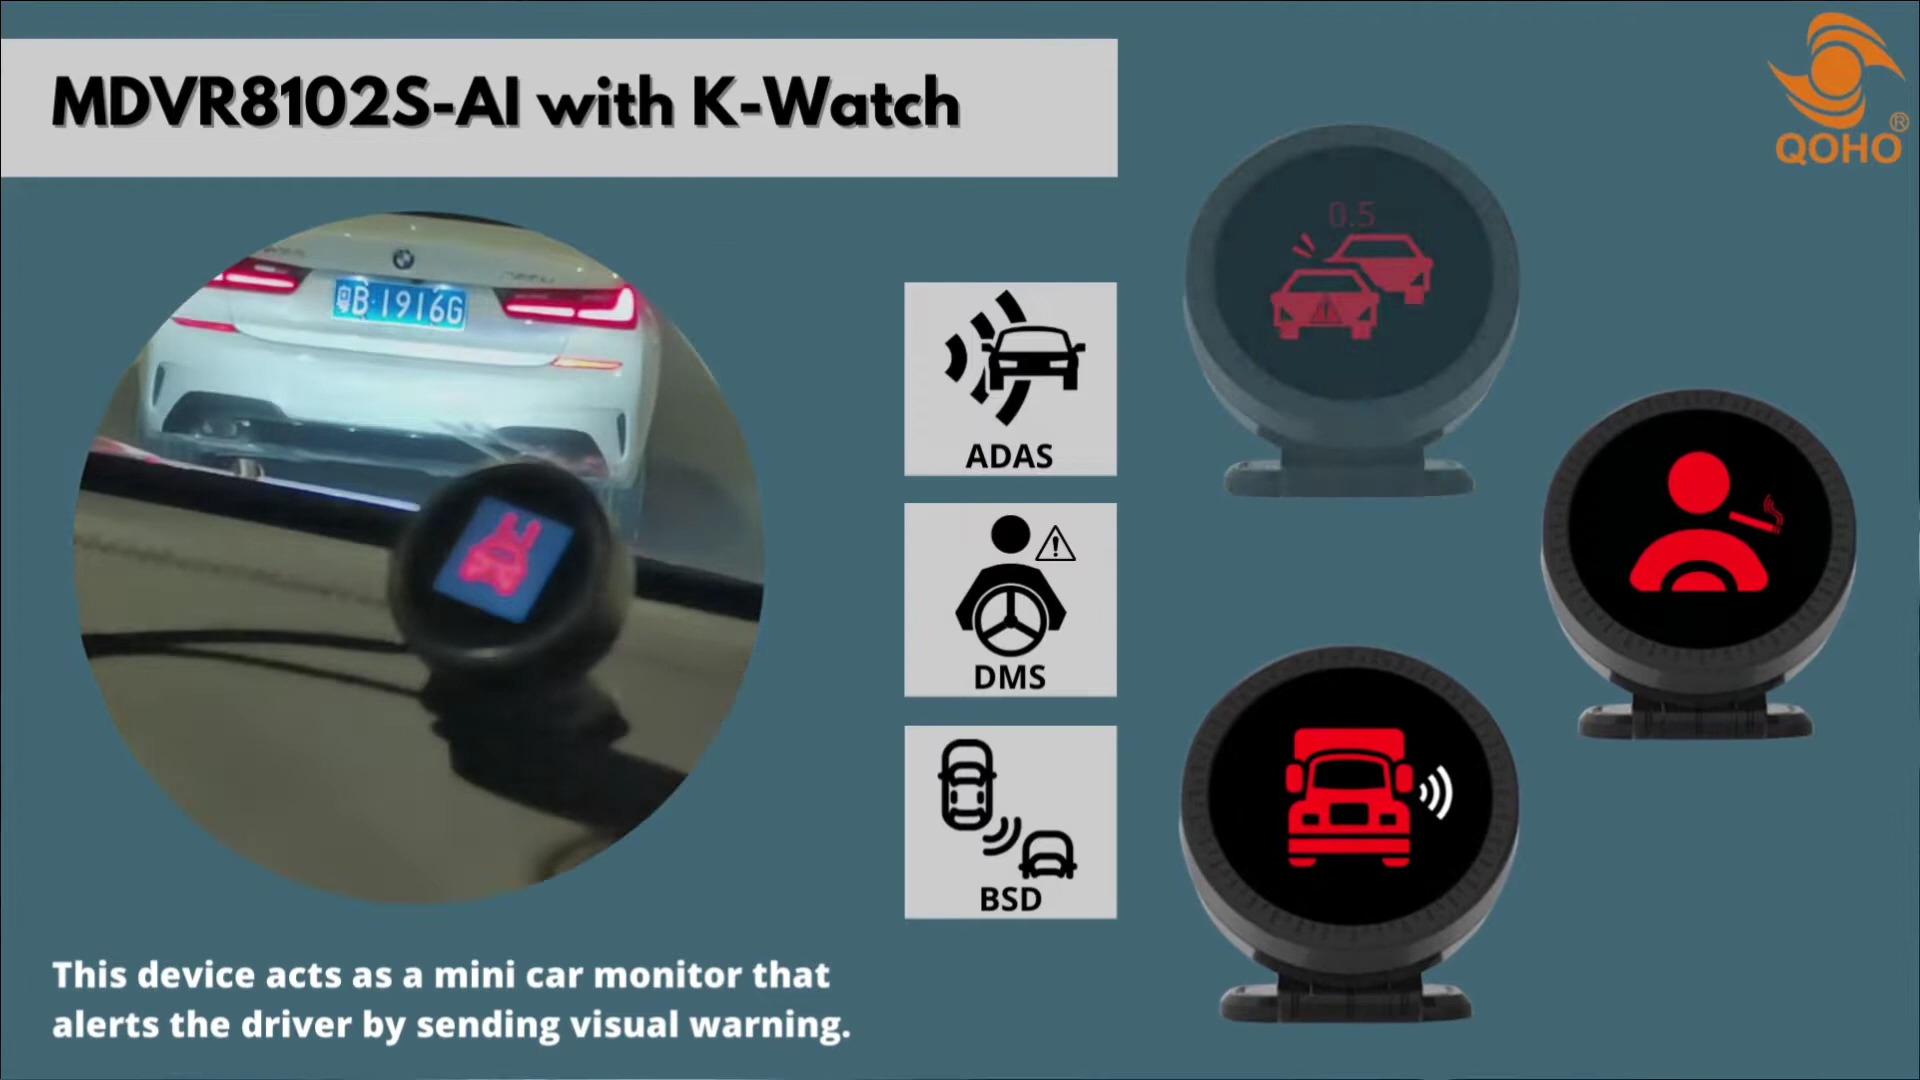 MDVR8102S-AI with K-Watch
QOHO®
粤B·1916G
0.5
ADAS
DMS
BSD
This device acts as a mini car monitor that
alerts the driver by sending visual warning.